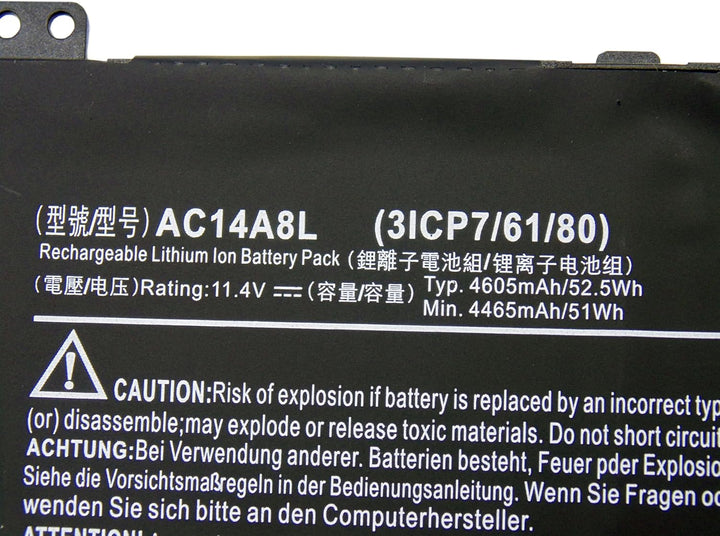 (型號/型号) AC14A8L (3ICP7/61/80)
Rechargeable Lithium Ion Battery Pack (鋰離子電池組/锂离子电池组)
(電壓/电压)Rating:11.4V ⎓ (容量/容量) Typ. 4605mAh/52.5Wh
Min. 4465mAh/51Wh
CAUTION:Risk of explosion if battery is replaced by an incorrect typ
(or) disassemble;may explode or release toxic materials. Do not short circuit
ACHTUNG:Bei Verwendung anderer. Batterien besteht, Feuer pder Explosio
Siehe die Vorsichtsmaßregeln in der Bedienungsanleitung. Wenn Sie Fragen od
wenden Sie sich bitte an den Computerhersteller.
ATTENTION!